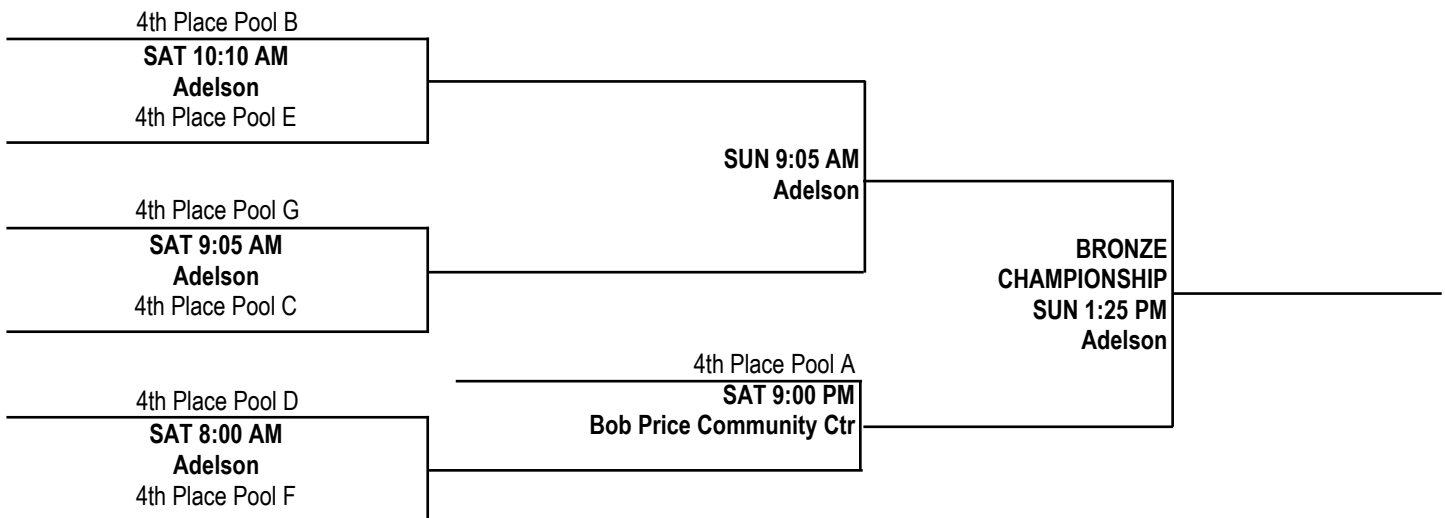 4th Place Pool B
SAT 10:10 AM
Adelson
4th Place Pool E
SUN 9:05 AM
Adelson
4th Place Pool G
SAT 9:05 AM
Adelson
4th Place Pool C
BRONZE
CHAMPIONSHIP
SUN 1:25 PM
Adelson
4th Place Pool A
SAT 9:00 PM
Bob Price Community Ctr
4th Place Pool D
SAT 8:00 AM
Adelson
4th Place Pool F